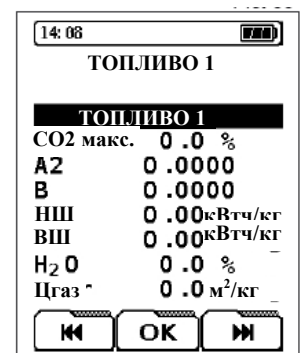 14:08
ТОПЛИВО 1
ТОПЛИВО 1
CO2 макс. 0.0 %
A2 0.0000
B 0.0000
НШ 0.00кВтч/кг
ВШ 0.00кВтч/кг
H₂O 0.0 %
Цгаз 0.0 м²/кг
OK